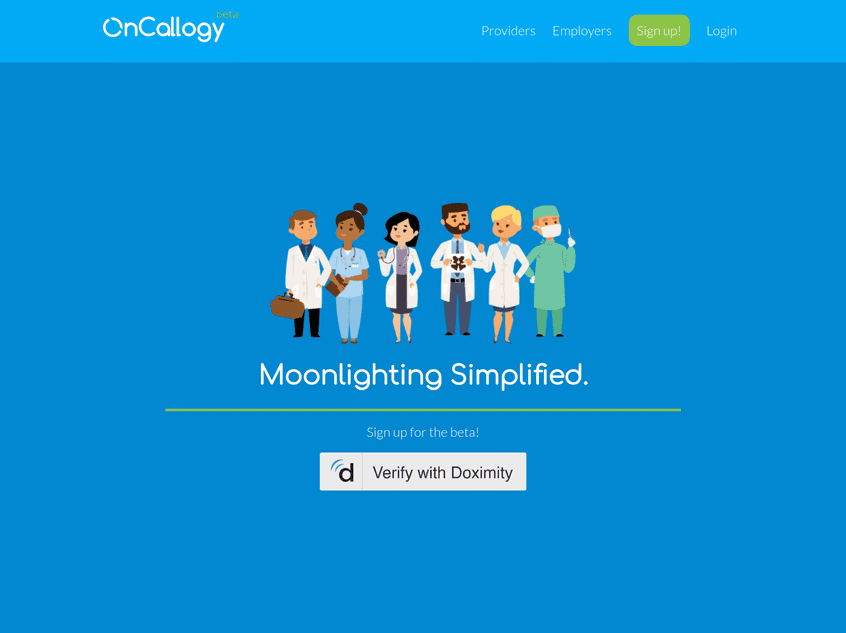 OnCallogy beta
Providers Employers Sign up! Login
Moonlighting Simplified.
Sign up for the beta!
d Verify with Doximity